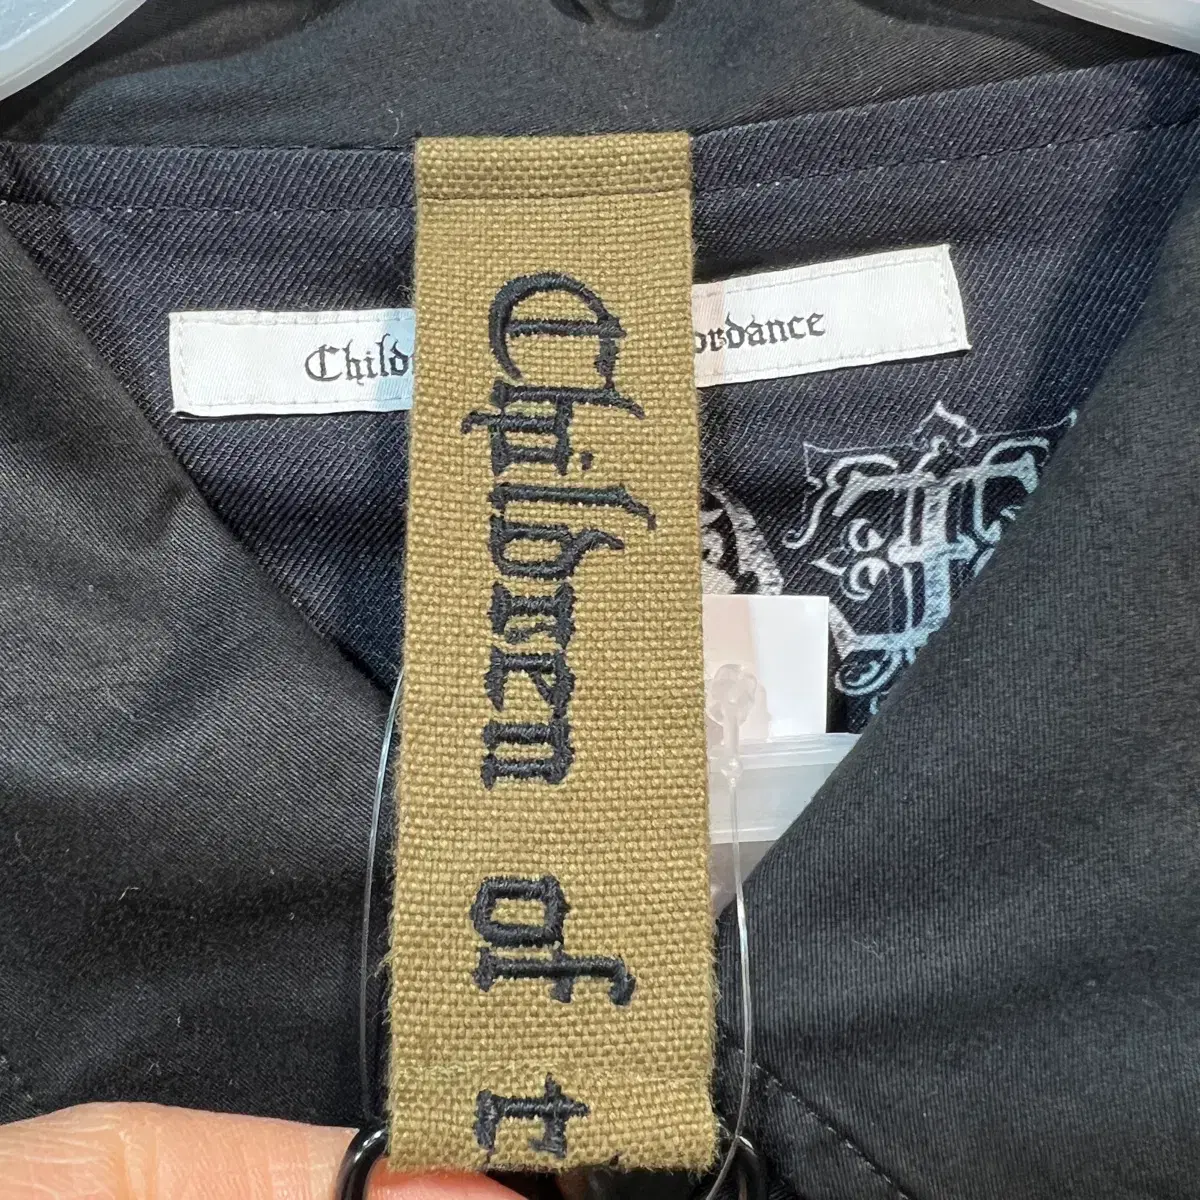 Child
ordance
Children of t